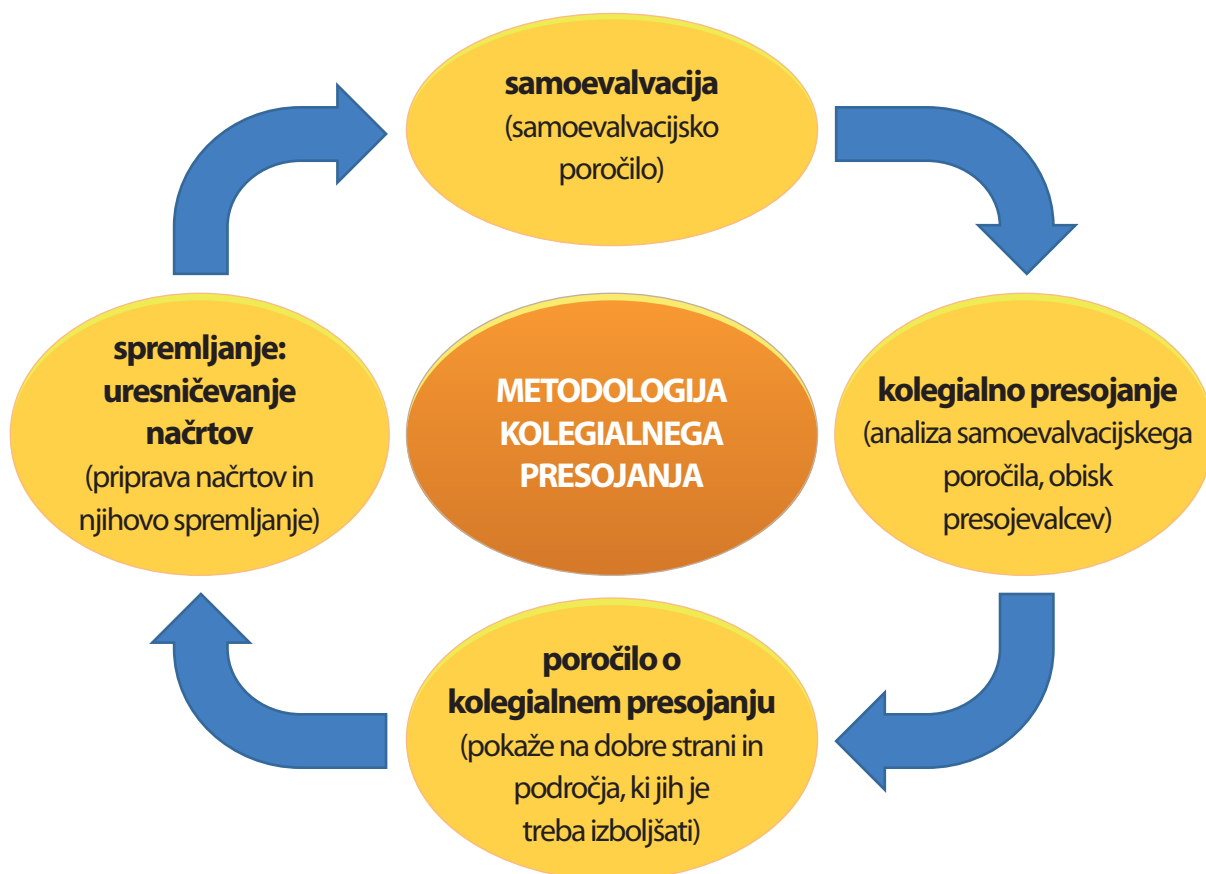 samoevalvacija
(samoevalvacijsko
poročilo)
spremljanje:
uresničevanje
načrtov
(priprava načrtov in
njihovo spremljanje)
METODOLOGIJA
KOLEGIALNEGA
PRESOJANJA
kolegialno presojanje
(analiza samoevalvacijskega
poročila, obisk
presojevalcev)
poročilo o
kolegialnem presojanju
(pokaže na dobre strani in
področja, ki jih je
treba izboljšati)